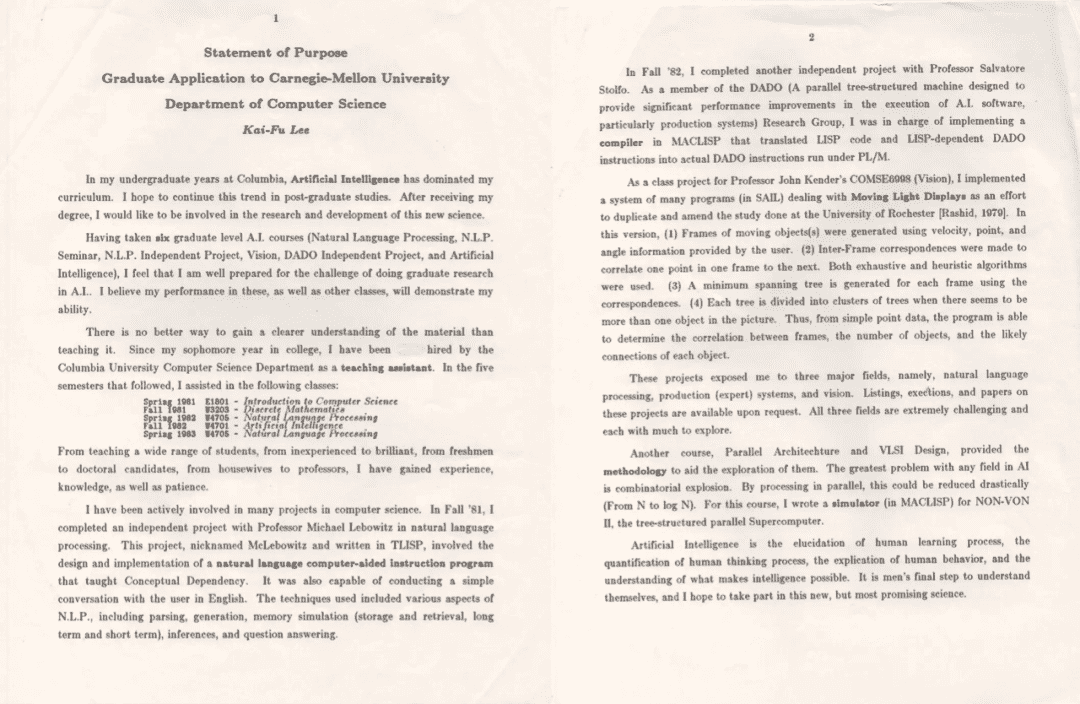 1
Statement of Purpose
Graduate Application to Carnegie-Mellon University
Department of Computer Science
Kai-Fu Lee
In my undergraduate years at Columbia, Artificial Intelligence has dominated my
curriculum. I hope to continue this trend in post-graduate studies. After receiving my
degree, I would like to be involved in the research and development of this new science.
Having taken six graduate level A.I. courses (Natural Language Processing, N.L.P.
Seminar, N.L.P. Independent Project, Vision, DADO Independent Project, and Artificial
Intelligence), I feel that I am well prepared for the challenge of doing graduate research
in A.I.. I believe my performance in these, as well as other classes, will demonstrate my
ability.
There is no better way to gain a clearer understanding of the material than
teaching it. Since my sophomore year in college, I have been hired by the
Columbia University Computer Science Department as a teaching assistant. In the five
semesters that followed, I assisted in the following classes:
Spring 1981 E1801 - Introduction to Computer Science
Fall 1981 W3203 - Discrete Mathematics
Spring 1982 W4705 - Natural Language Processing
Fall 1982 W4701 - Artificial Intelligence
Spring 1983 W4705 - Natural Language Processing
From teaching a wide range of students, from inexperienced to brilliant, from freshmen
to doctoral candidates, from housewives to professors, I have gained experience,
knowledge, as well as patience.
I have been actively involved in many projects in computer science. In Fall '81, I
completed an independent project with Professor Michael Lebowitz in natural language
processing. This project, nicknamed McLebowitz and written in TLISP, involved the
design and implementation of a natural language computer-aided instruction program
that taught Conceptual Dependency. It was also capable of conducting a simple
conversation with the user in English. The techniques used included various aspects of
N.L.P., including parsing, generation, memory simulation (storage and retrieval, long
term and short term), inferences, and question answering.
2
In Fall '82, I completed another independent project with Professor Salvatore
Stolfo. As a member of the DADO (A parallel tree-structured machine designed to
provide significant performance improvements in the execution of A.I. software,
particularly production systems) Research Group, I was in charge of implementing a
compiler in MACLISP that translated LISP code and LISP-dependent DADO
instructions into actual DADO instructions run under PL/M.
As a class project for Professor John Kender's COMSE6998 (Vision), I implemented
a system of many programs (in SAIL) dealing with Moving Light Displays as an effort
to duplicate and amend the study done at the University of Rochester [Rashid, 1979]. In
this version, (1) Frames of moving objects(s) were generated using velocity, point, and
angle information provided by the user. (2) Inter-Frame correspondences were made to
correlate one point in one frame to the next. Both exhaustive and heuristic algorithms
were used. (3) A minimum spanning tree is generated for each frame using the
correspondences. (4) Each tree is divided into clusters of trees when there seems to be
more than one object in the picture. Thus, from simple point data, the program is able
to determine the correlation between frames, the number of objects, and the likely
connections of each object.
These projects exposed me to three major fields, namely, natural language
processing, production (expert) systems, and vision. Listings, exections, and papers on
these projects are available upon request. All three fields are extremely challenging and
each with much to explore.
Another course, Parallel Architechture and VLSI Design, provided the
methodology to aid the exploration of them. The greatest problem with any field in AI
is combinatorial explosion. By processing in parallel, this could be reduced drastically
(From N to log N). For this course, I wrote a simulator (in MACLISP) for NON-VON
II, the tree-structured parallel Supercomputer.
Artificial Intelligence is the elucidation of human learning process, the
quantification of human thinking process, the explication of human behavior, and the
understanding of what makes intelligence possible. It is men's final step to understand
themselves, and I hope to take part in this new, but most promising science.